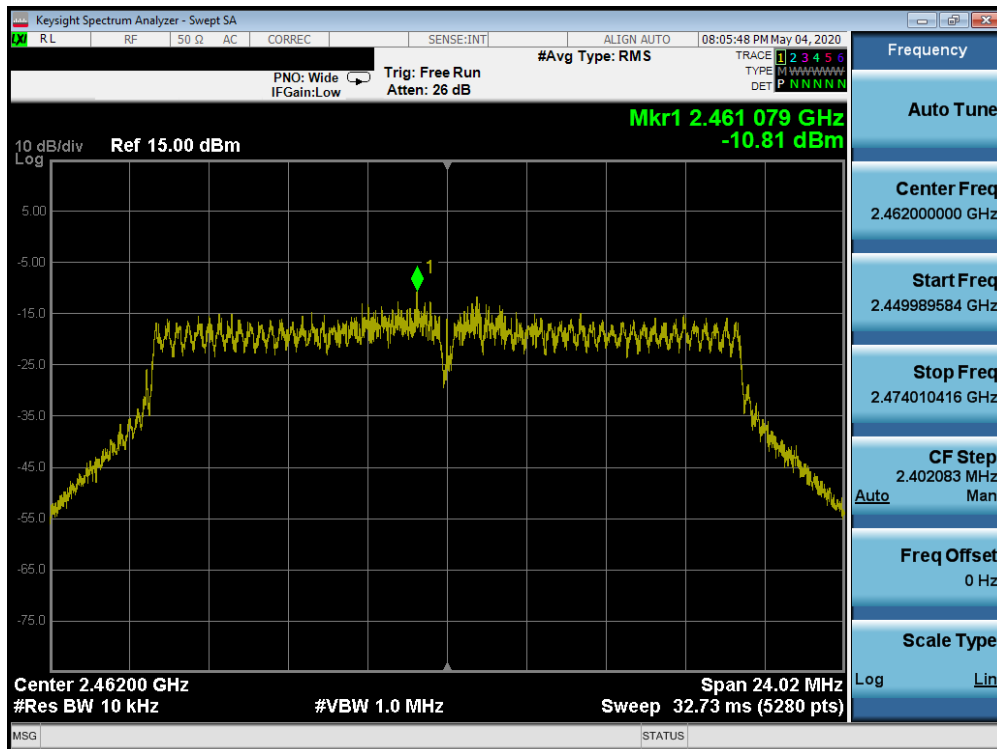 Keysight Spectrum Analyzer - Swept SA
LXI RL RF 50 Ω AC CORREC SENSE:INT ALIGN AUTO 08:05:48 PM May 04, 2020
#Avg Type: RMS
TRACE 1 2 3 4 5 6
PNO: Wide Trig: Free Run
TYPE M WWWWW
IFGain:Low Atten: 26 dB
DET P N N N N N
Mkr1 2.461 079 GHz
-10.81 dBm
10 dB/div Ref 15.00 dBm
Log
5.00
-5.00
1
-15.0
-25.0
-35.0
-45.0
-55.0
-65.0
-75.0
Center 2.46200 GHz Span 24.02 MHz
#Res BW 10 kHz #VBW 1.0 MHz Sweep 32.73 ms (5280 pts)
MSG STATUS
Frequency
Auto Tune
Center Freq
2.462000000 GHz
Start Freq
2.449989584 GHz
Stop Freq
2.474010416 GHz
CF Step
2.402083 MHz
Auto Man
Freq Offset
0 Hz
Scale Type
Log Lin